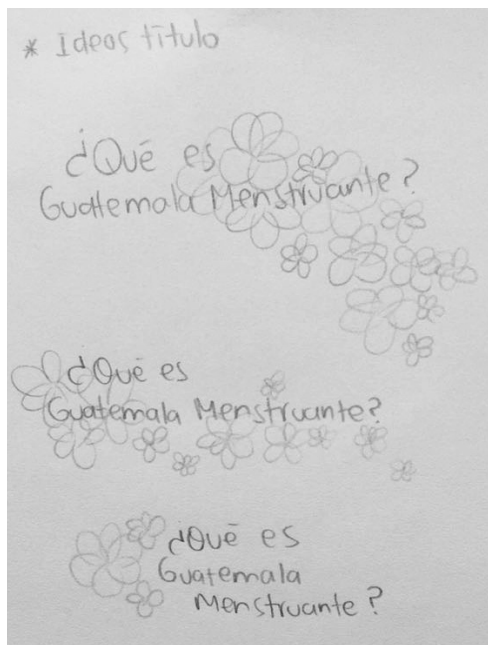 * Ideas título
¿Qué es
Guatemala Menstruante?
¿Qué es
Guatemala Menstruante?
¿Qué es
Guatemala
Menstruante?